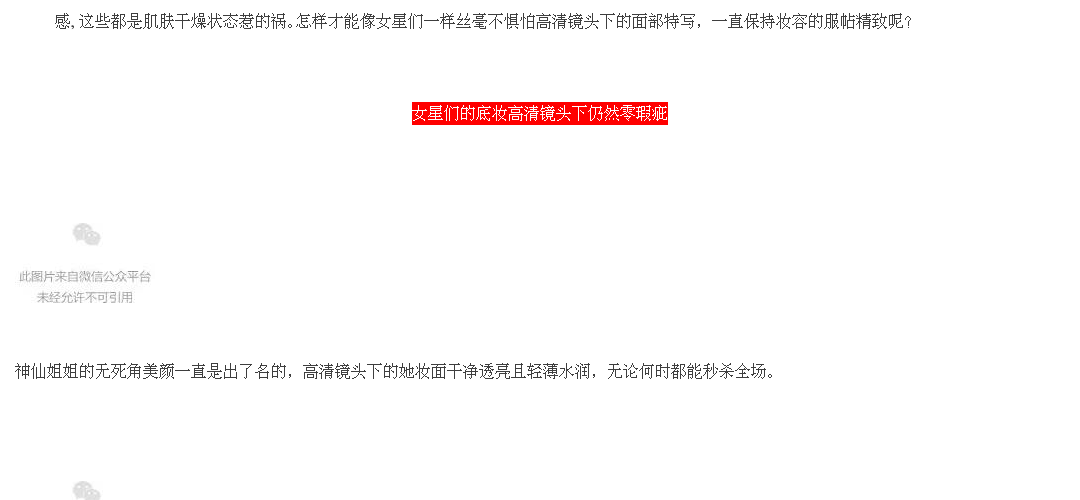 感,这些都是肌肤干燥状态惹的锅。怎样才能像女星们一样丝毫不惧怕高清镜头下的面部特写，一直保持妆容的服帖精致呢？
女星们的底妆高清镜头下仍然零瑕疵
此图片来自微信公众平台
未经允许不可引用
神仙姐姐的无死角美颜一直是出了名的，高清镜头下的她妆面干净透亮且轻薄水润，无论何时都能秒杀全场。